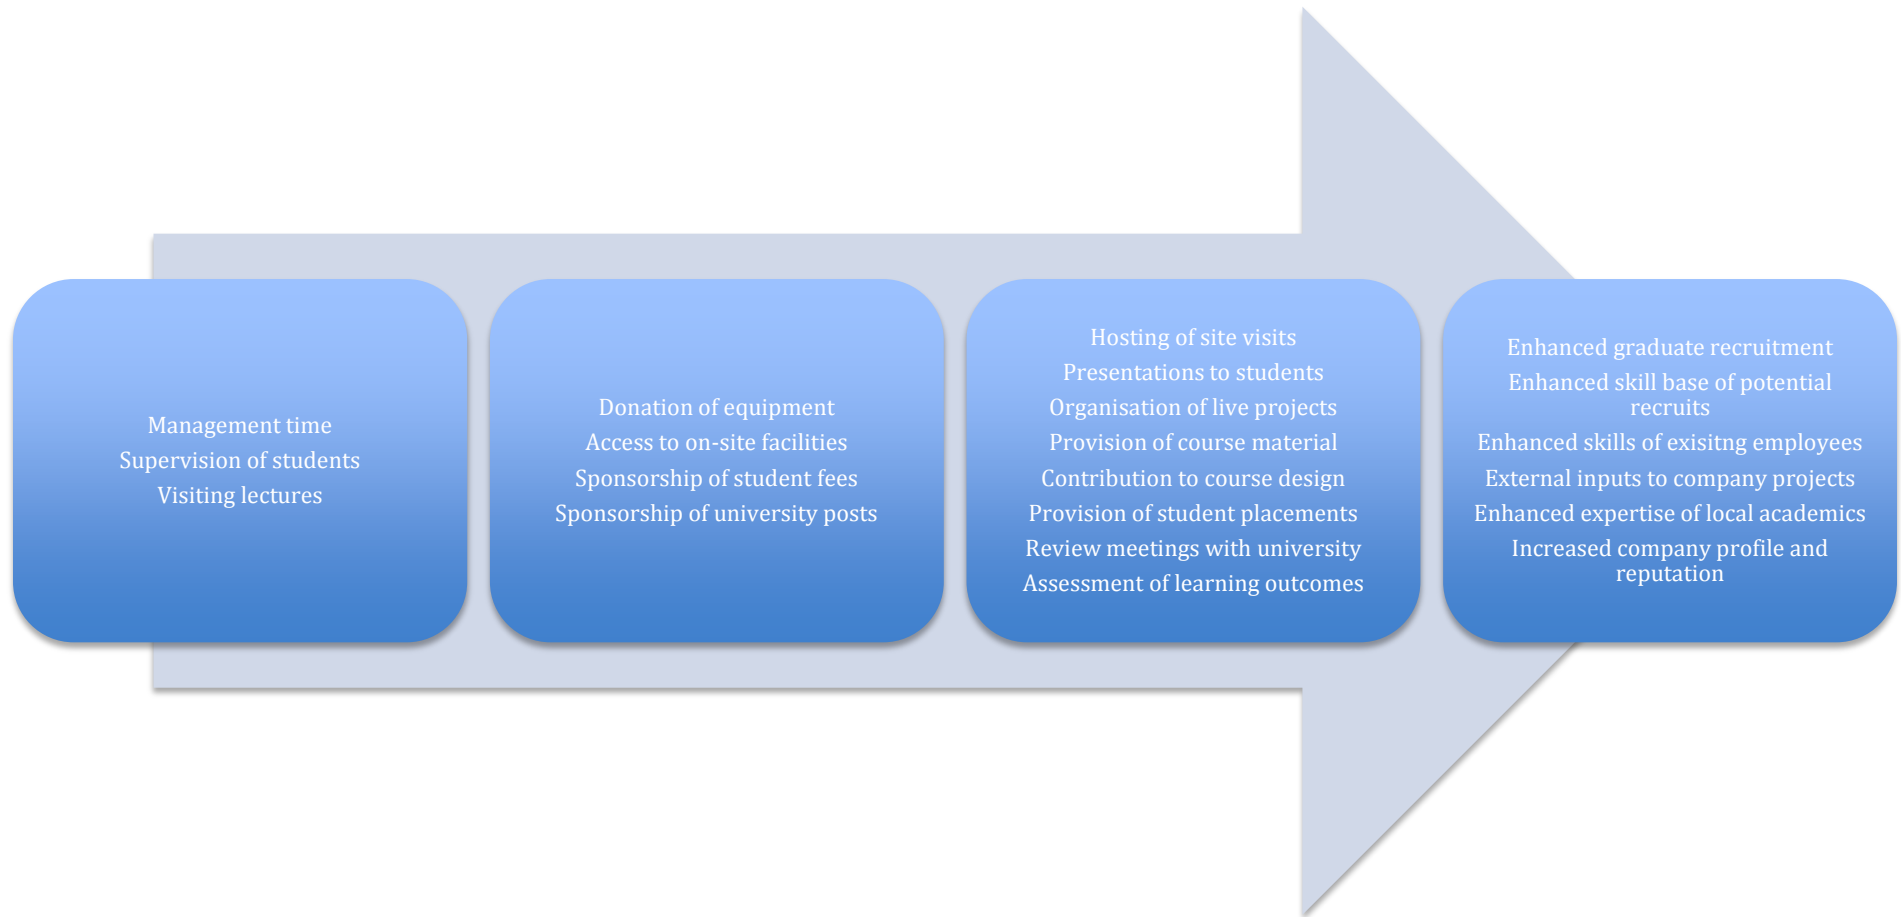 Management time
Supervision of students
Visiting lectures
Donation of equipment
Access to on-site facilities
Sponsorship of student fees
Sponsorship of university posts
Hosting of site visits
Presentations to students
Organisation of live projects
Provision of course material
Contribution to course design
Provision of student placements
Review meetings with university
Assessment of learning outcomes
Enhanced graduate recruitment
Enhanced skill base of potential
recruits
Enhanced skills of exisitng employees
External inputs to company projects
Enhanced expertise of local academics
Increased company profile and
reputation